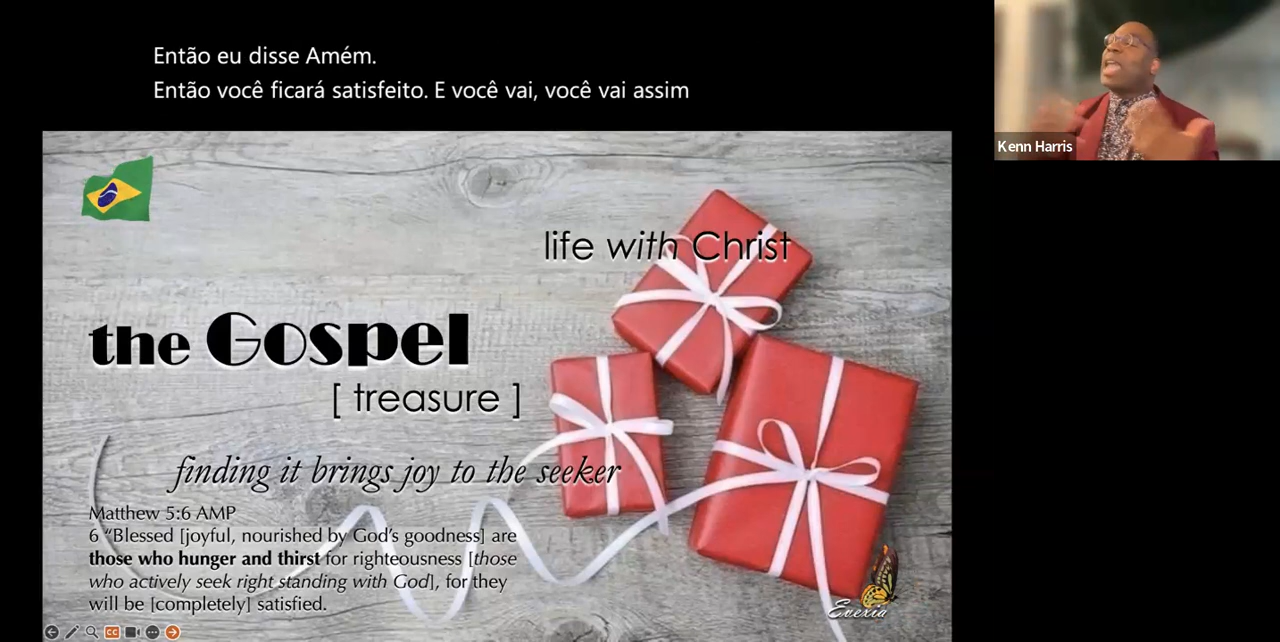 Então eu disse Amém.
Então você ficará satisfeito. E você vai, você vai assim
Kenn Harris
life with Christ
the Gospel
[ treasure ]
finding it brings joy to the seeker
Matthew 5:6 AMP
6 “Blessed [joyful, nourished by God’s goodness] are
those who hunger and thirst for righteousness [those
who actively seek right standing with God], for they
will be [completely] satisfied.
Evexia
CC